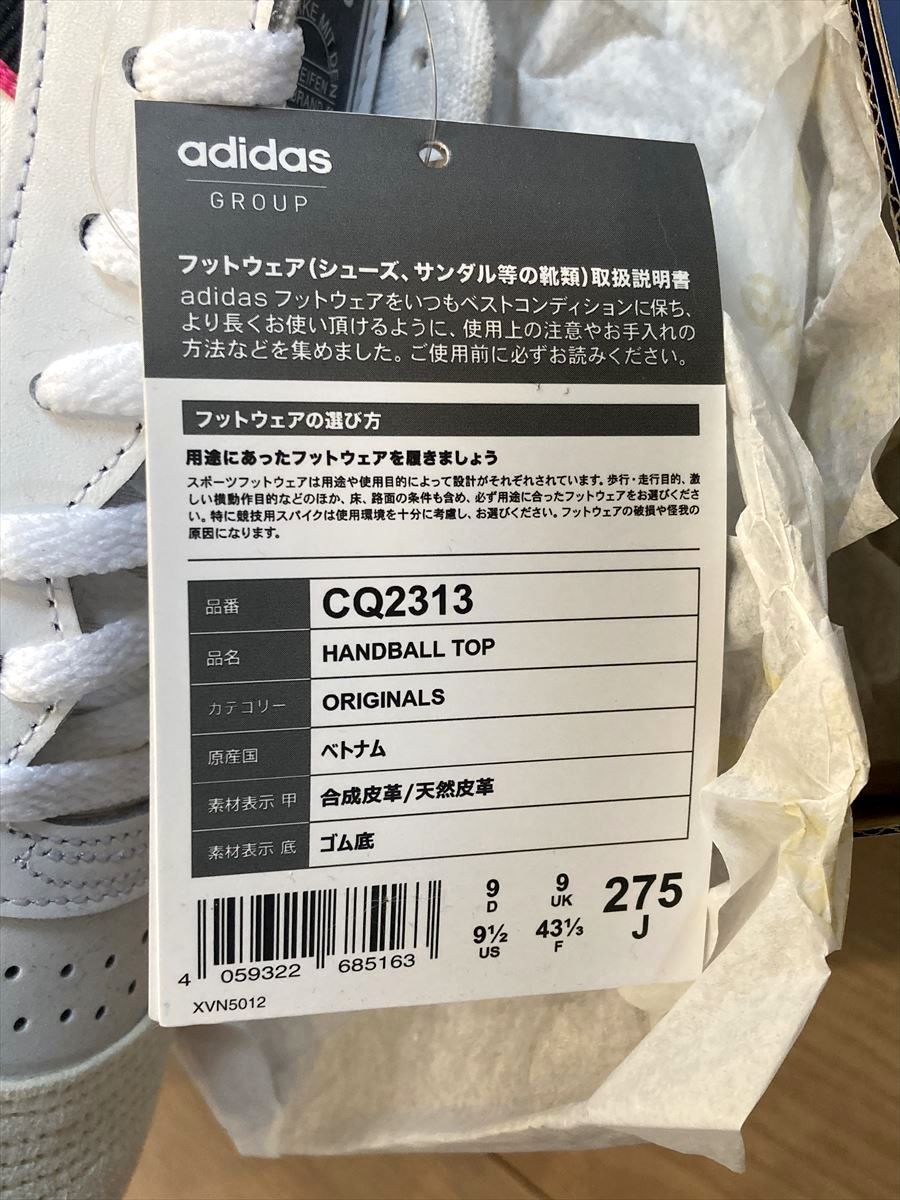 adidas
GROUP
フットウェア(シューズ、サンダル等の靴類)取扱説明書
adidas フットウェアをいつもベストコンディションに保ち、
より長くお使い頂けるように、使用上の注意やお手入れの
方法などを集めました。ご使用前に必ずお読みください。
フットウェアの選び方
用途にあったフットウェアを履きましょう
スポーツフットウェアは用途や使用目的によって設計がそれぞれされています。歩行・走行目的、激
しい横動作目的などのほか、床、路面の条件も含め、必ず用途に合ったフットウェアをお選びくださ
い。特に競技用スパイクは使用環境を十分に考慮し、お選びください。フットウェアの破損や怪我の
原因になります。
品番 CQ2313
品名 HANDBALL TOP
カテゴリー ORIGINALS
原産国 ベトナム
素材表示 甲 合成皮革/天然皮革
素材表示 底 ゴム底
9 9 275
D UK J
9½ 43⅓
US F
4 059322 685163
XVN5012